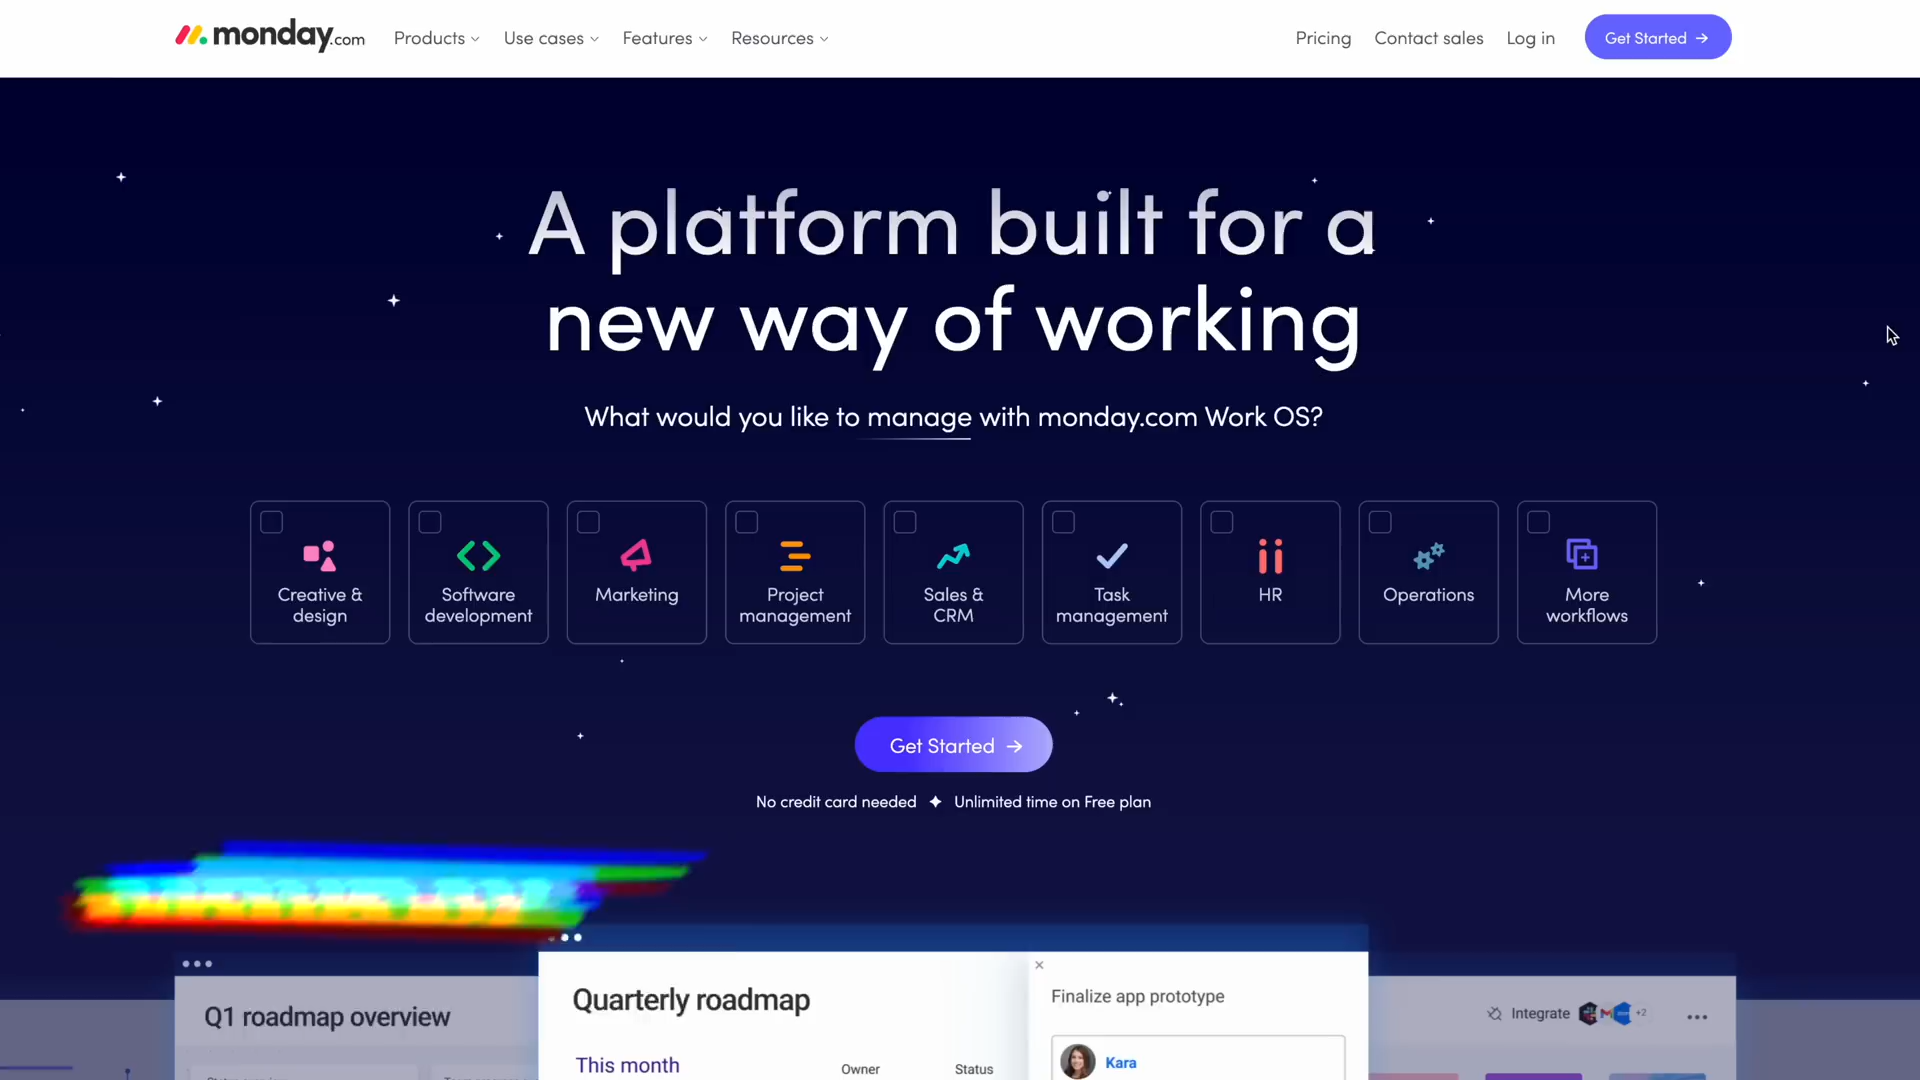 monday.com
Products
Use cases
Features
Resources
Pricing
Contact sales
Log in
Get Started →
A platform built for a
new way of working
What would you like to manage with monday.com Work OS?
Creative &
design
Software
development
Marketing
Project
management
Sales &
CRM
Task
management
HR
Operations
More
workflows
Get Started →
No credit card needed ✦ Unlimited time on Free plan
Q1 roadmap overview
Quarterly roadmap
This month
Owner
Status
Finalize app prototype
Kara
Integrate
+2